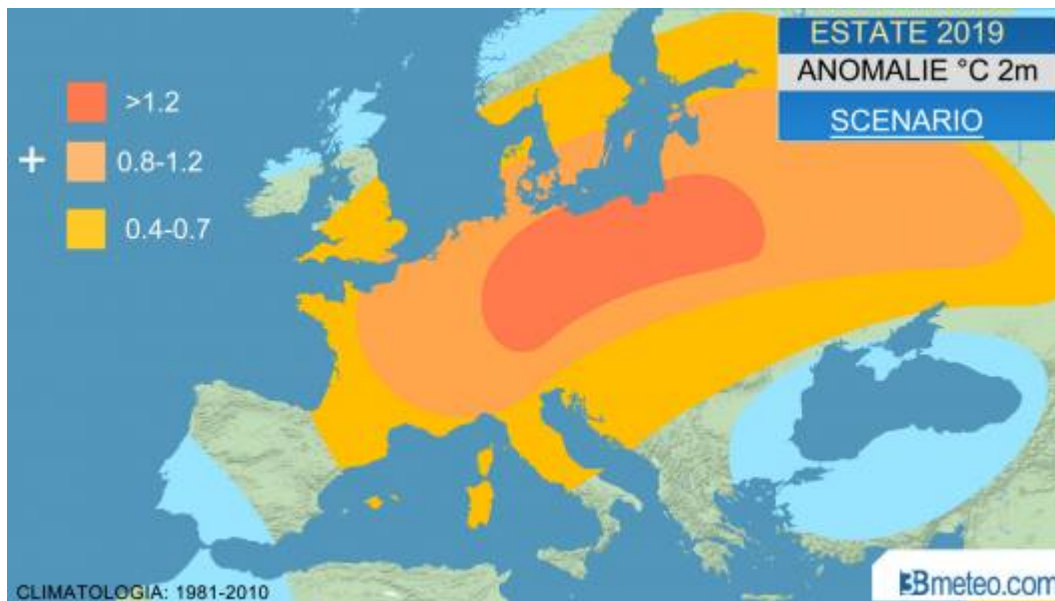 ESTATE 2019
ANOMALIE °C 2m
SCENARIO
>1.2
+
0.8-1.2
0.4-0.7
CLIMATOLOGIA: 1981-2010
3Bmeteo.com